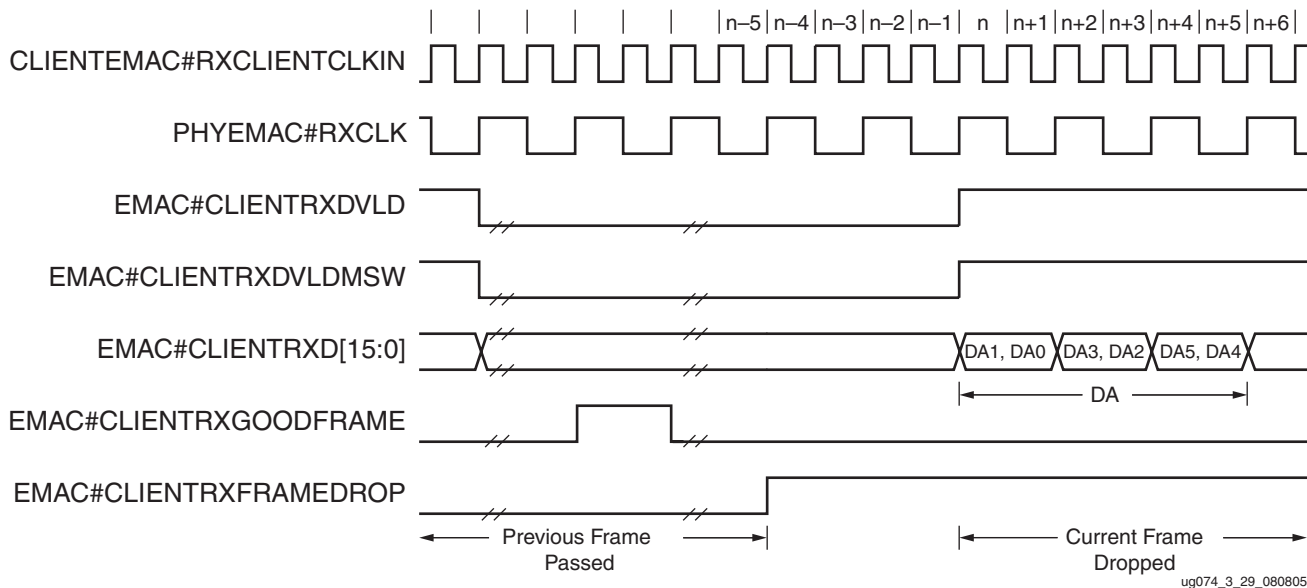 n–5 n–4 n–3 n–2 n–1 n n+1 n+2 n+3 n+4 n+5 n+6
CLIENTEMAC#RXCLIENTCLKIN
PHYEMAC#RXCLK
EMAC#CLIENTRXDVLD
EMAC#CLIENTRXDVLDMSW
EMAC#CLIENTRXD[15:0]
DA1, DA0 DA3, DA2 DA5, DA4
DA
EMAC#CLIENTRXGOODFRAME
EMAC#CLIENTRXFRAMEDROP
Previous Frame
Passed
Current Frame
Dropped
ug074_3_29_080805